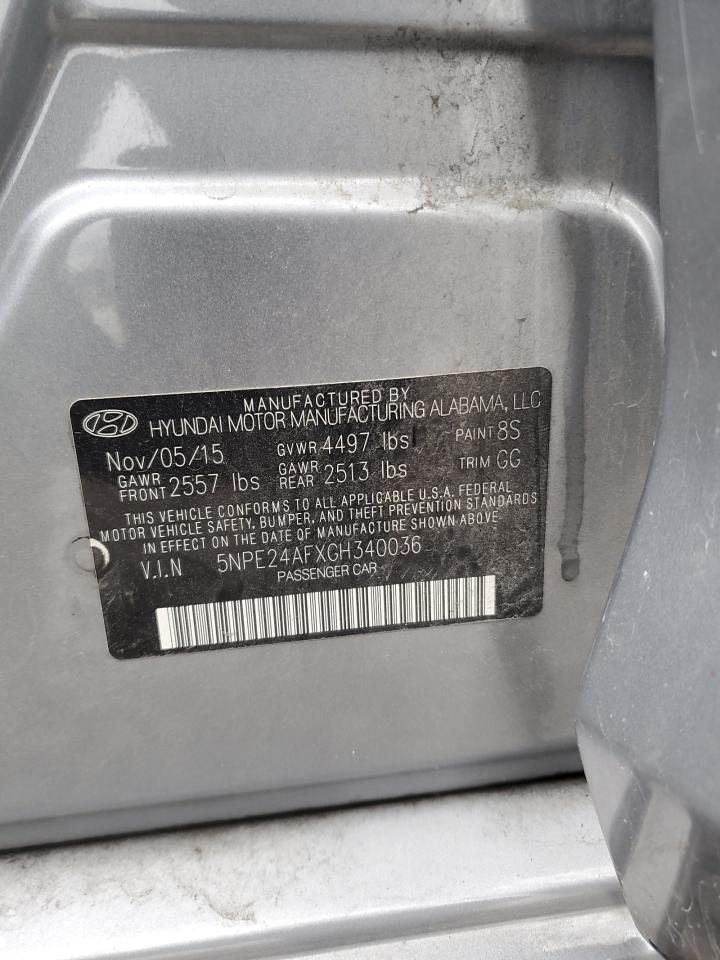 MANUFACTURED BY
HYUNDAI MOTOR MANUFACTURING ALABAMA, LLC
Nov/05/15 GVWR 4497 lbs PAINT 8S
GAWR FRONT 2557 lbs GAWR REAR 2513 lbs TRIM GG
THIS VEHICLE CONFORMS TO ALL APPLICABLE U.S.A. FEDERAL
MOTOR VEHICLE SAFETY, BUMPER, AND THEFT PREVENTION STANDARDS
IN EFFECT ON THE DATE OF MANUFACTURE SHOWN ABOVE.
V.I.N 5NPE24AFXGH340036
PASSENGER CAR